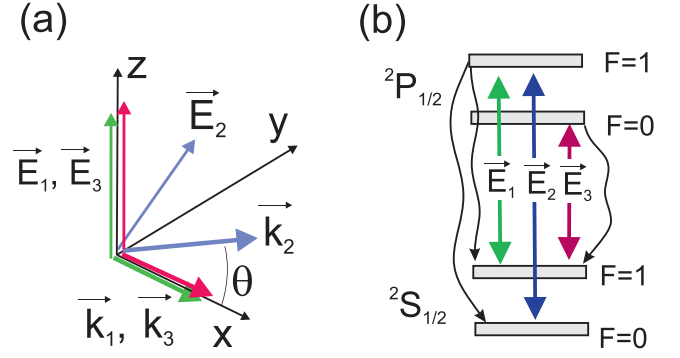 (a)
z
E₂
y
E₁, E₃
k₂
θ
k₁, k₃
x
(b)
F=1
²P₁/₂
F=0
E₁ E₂ E₃
F=1
²S₁/₂
F=0